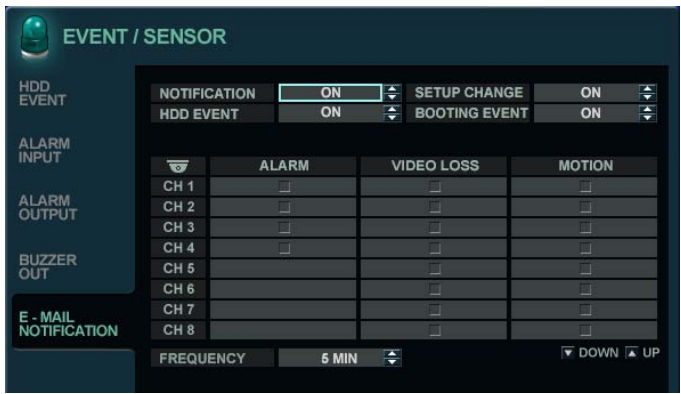 EVENT / SENSOR
HDD
EVENT
ALARM
INPUT
ALARM
OUTPUT
BUZZER
OUT
E - MAIL
NOTIFICATION
NOTIFICATION ON SETUP CHANGE ON
HDD EVENT ON BOOTING EVENT ON
ALARM VIDEO LOSS MOTION
CH 1
CH 2
CH 3
CH 4
CH 5
CH 6
CH 7
CH 8
FREQUENCY 5 MIN
DOWN UP